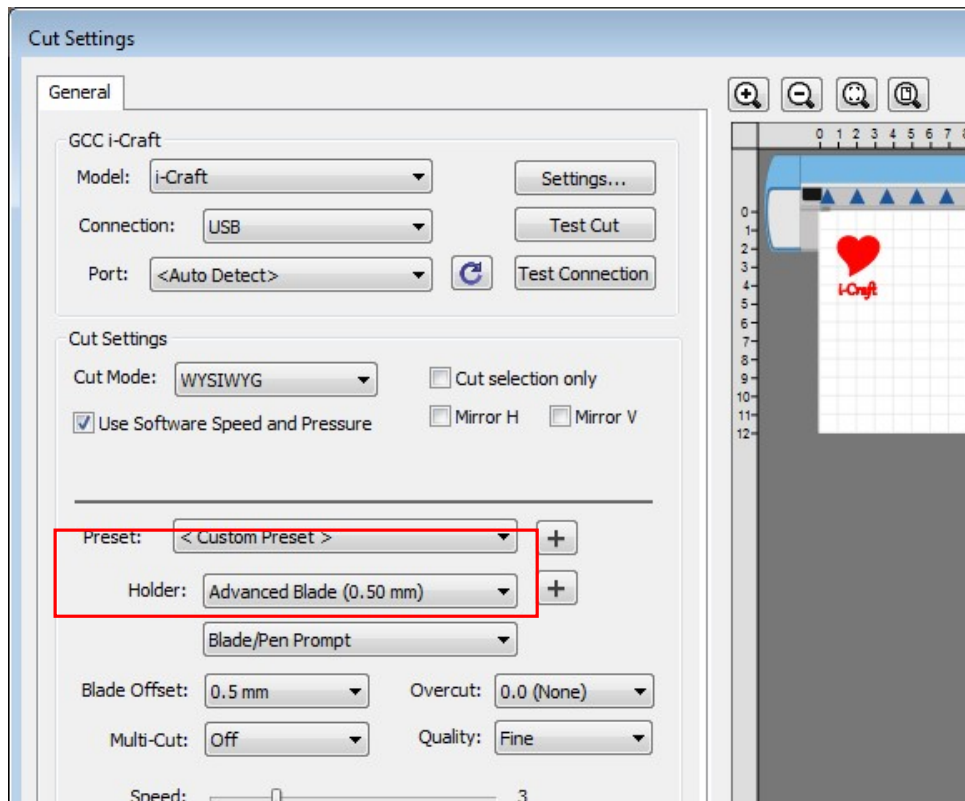 Cut Settings
General
GCC i-Craft
Model: i-Craft
Settings...
Connection: USB
Test Cut
Port: <Auto Detect>
Test Connection
Cut Settings
Cut Mode: WYSIWYG
Cut selection only
Use Software Speed and Pressure
Mirror H
Mirror V
Preset: < Custom Preset >
Holder: Advanced Blade (0.50 mm)
Blade/Pen Prompt
Blade Offset: 0.5 mm
Overcut: 0.0 (None)
Multi-Cut: Off
Quality: Fine
Speed: 3
0 1 2 3 4 5 6 7 8
0
1
2
3
4
5
6
7
8
9
10
11
12
i-Craft